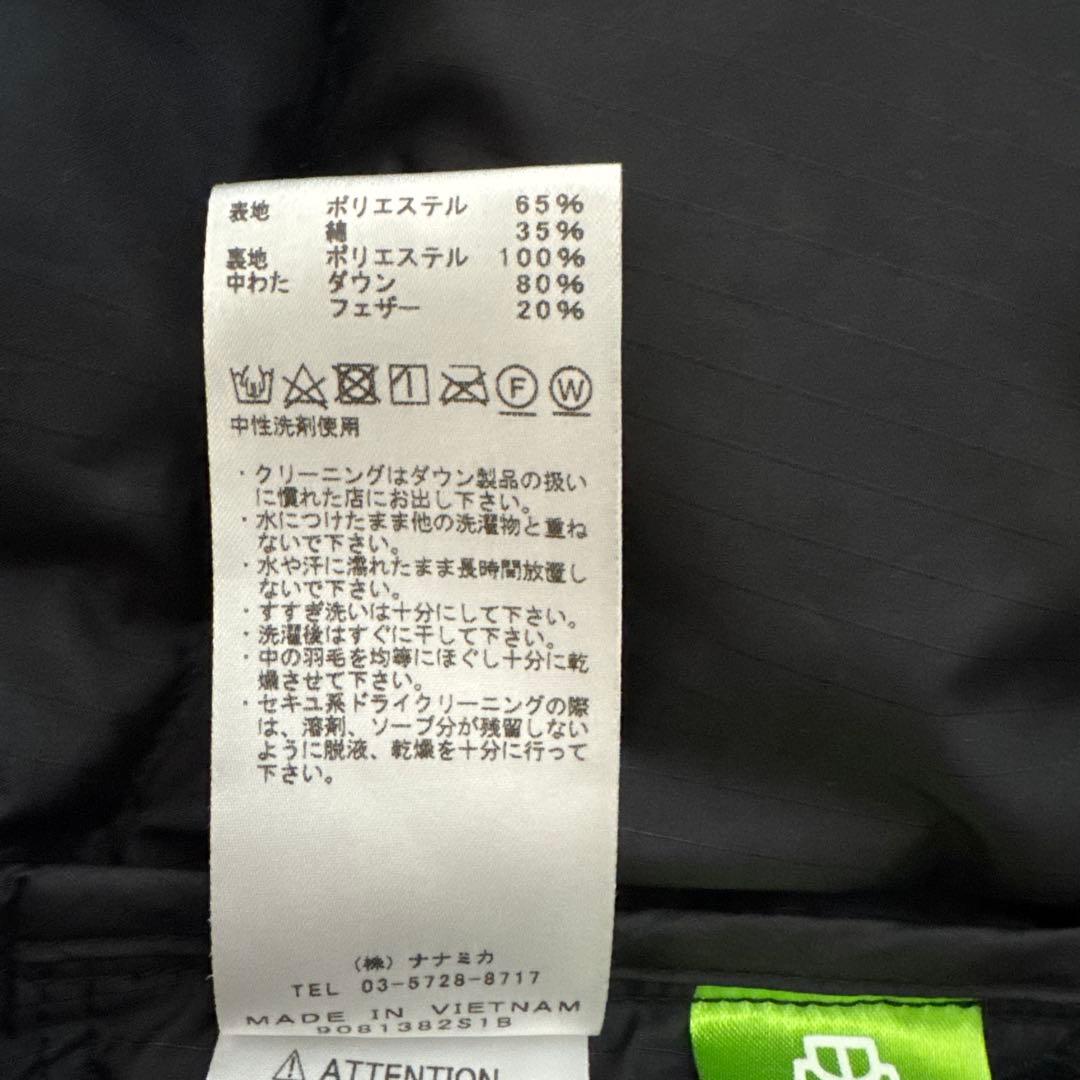 表地 ポリエステル 65%
綿 35%
裏地 ポリエステル 100%
中わた ダウン 80%
フェザー 20%
F W
中性洗剤使用
・クリーニングはダウン製品の扱い
に慣れた店にお出し下さい。
・水につけたまま他の洗濯物と重ね
ないで下さい。
・水や汗に濡れたまま長時間放置し
ないで下さい。
・すすぎ洗いは十分にして下さい。
・洗濯後はすぐに干して下さい。
・中の羽毛を均等にほぐし十分に乾
燥させて下さい。
・セキユ系ドライクリーニングの際
は、溶剤、ソープ分が残留しない
ように脱液、乾燥を十分に行って
下さい。
(株) ナナミカ
TEL 03-5728-8717
MADE IN VIETNAM
9081382S1B
ATTENTION